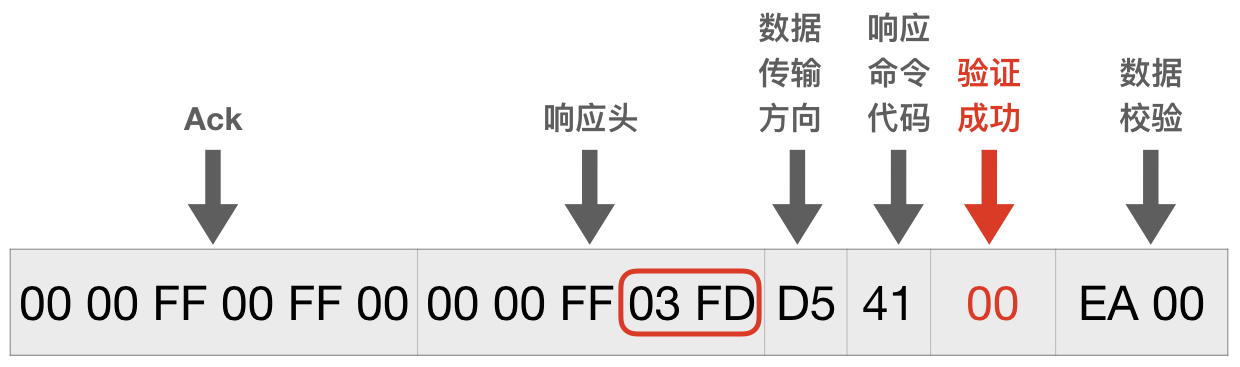 Ack
响应头
数据
传输
方向
响应
命令
代码
验证
成功
数据
校验
00 00 FF 00 FF 00
00 00 FF 03 FD
D5
41
00
EA 00